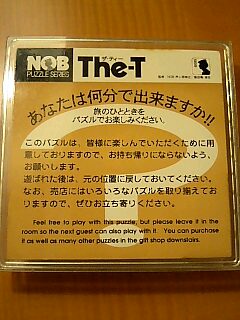 NOB
PUZZLE SERIES
ザ・ティー
The-T
あなたは何分で出来ますか!!
旅のひとときを
パズルでお楽しみください。
このパズルは、皆様に楽しんでいただくために用
意しておりますので、お持ち帰りにならないよう、
お願いします。
遊ばれた後は、元の位置に戻しておいてください。
なお、売店にはいろいろなパズルを取り揃えてお
りますので、ぜひお立ち寄りください。
Feel free to play with this puzzle, but please leave it in the
room so the next guest can also play with it. You can purchase
it as well as many other puzzles in the gift shop downstairs.